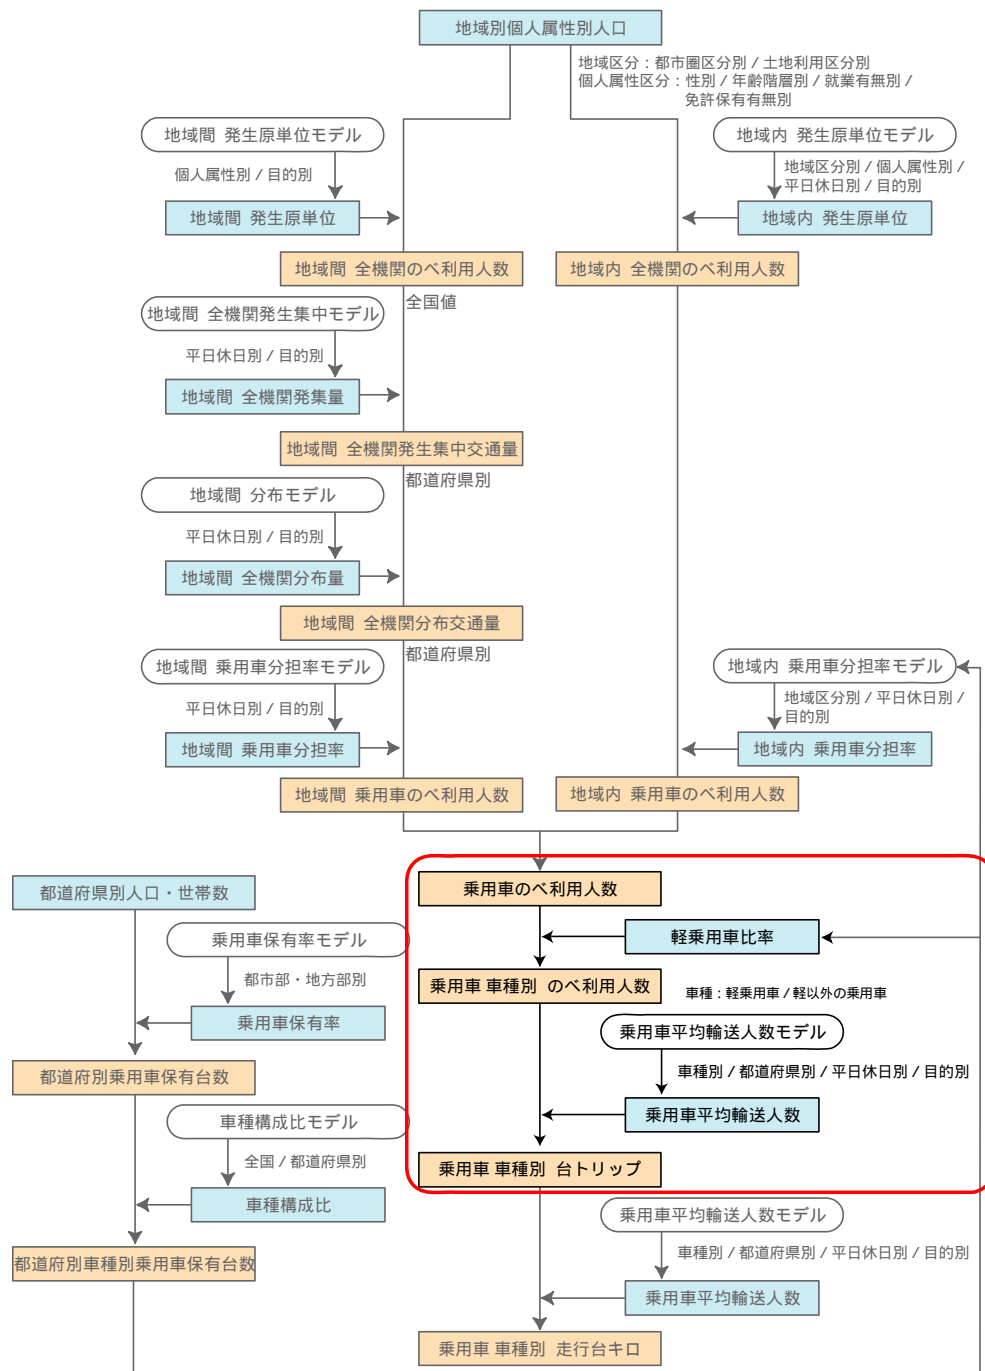 地域別個人属性別人口
地域区分：都市圏区分別 / 土地利用区分別
個人属性区分：性別 / 年齢階層別 / 就業有無別 /
免許保有有無別
地域間 発生原単位モデル
個人属性別 / 目的別
地域間 発生原単位
地域内 発生原単位モデル
地域区分別 / 個人属性別 /
平日休日別 / 目的別
地域内 発生原単位
地域間 全機関のべ利用人数
全国値
地域内 全機関のべ利用人数
地域間 全機関発生集中モデル
平日休日別 / 目的別
地域間 全機関発集量
地域間 全機関発生集中交通量
都道府県別
地域間 分布モデル
平日休日別 / 目的別
地域間 全機関分布量
地域間 全機関分布交通量
都道府県別
地域間 乗用車分担率モデル
平日休日別 / 目的別
地域間 乗用車分担率
地域内 乗用車分担率モデル
地域区分別 / 平日休日別 /
目的別
地域内 乗用車分担率
地域間 乗用車のべ利用人数
地域内 乗用車のべ利用人数
都道府県別人口・世帯数
乗用車保有率モデル
都市部・地方部別
乗用車保有率
都道府別乗用車保有台数
車種構成比モデル
全国 / 都道府県別
車種構成比
都道府別車種別乗用車保有台数
乗用車のべ利用人数
軽乗用車比率
乗用車 車種別 のべ利用人数
車種：軽乗用車 / 軽以外の乗用車
乗用車平均輸送人数モデル
車種別 / 都道府県別 / 平日休日別 / 目的別
乗用車平均輸送人数
乗用車 車種別 台トリップ
乗用車平均輸送人数モデル
車種別 / 都道府県別 / 平日休日別 / 目的別
乗用車平均輸送人数
乗用車 車種別 走行台キロ